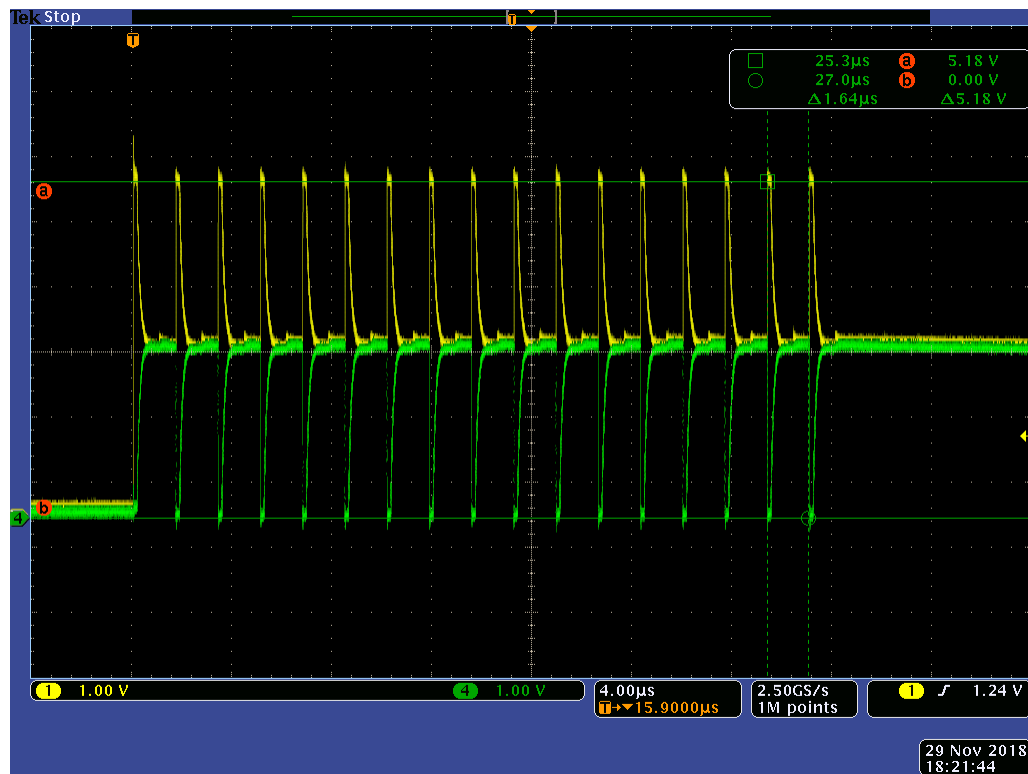 Tek Stop
T
T
25.3µs a 5.18 V
27.0µs b 0.00 V
Δ1.64µs Δ5.18 V
a
b
4
1 1.00 V 4 1.00 V
4.00µs
T→▼15.9000µs
2.50GS/s
1M points
1 1.24 V
29 Nov 2018
18:21:44